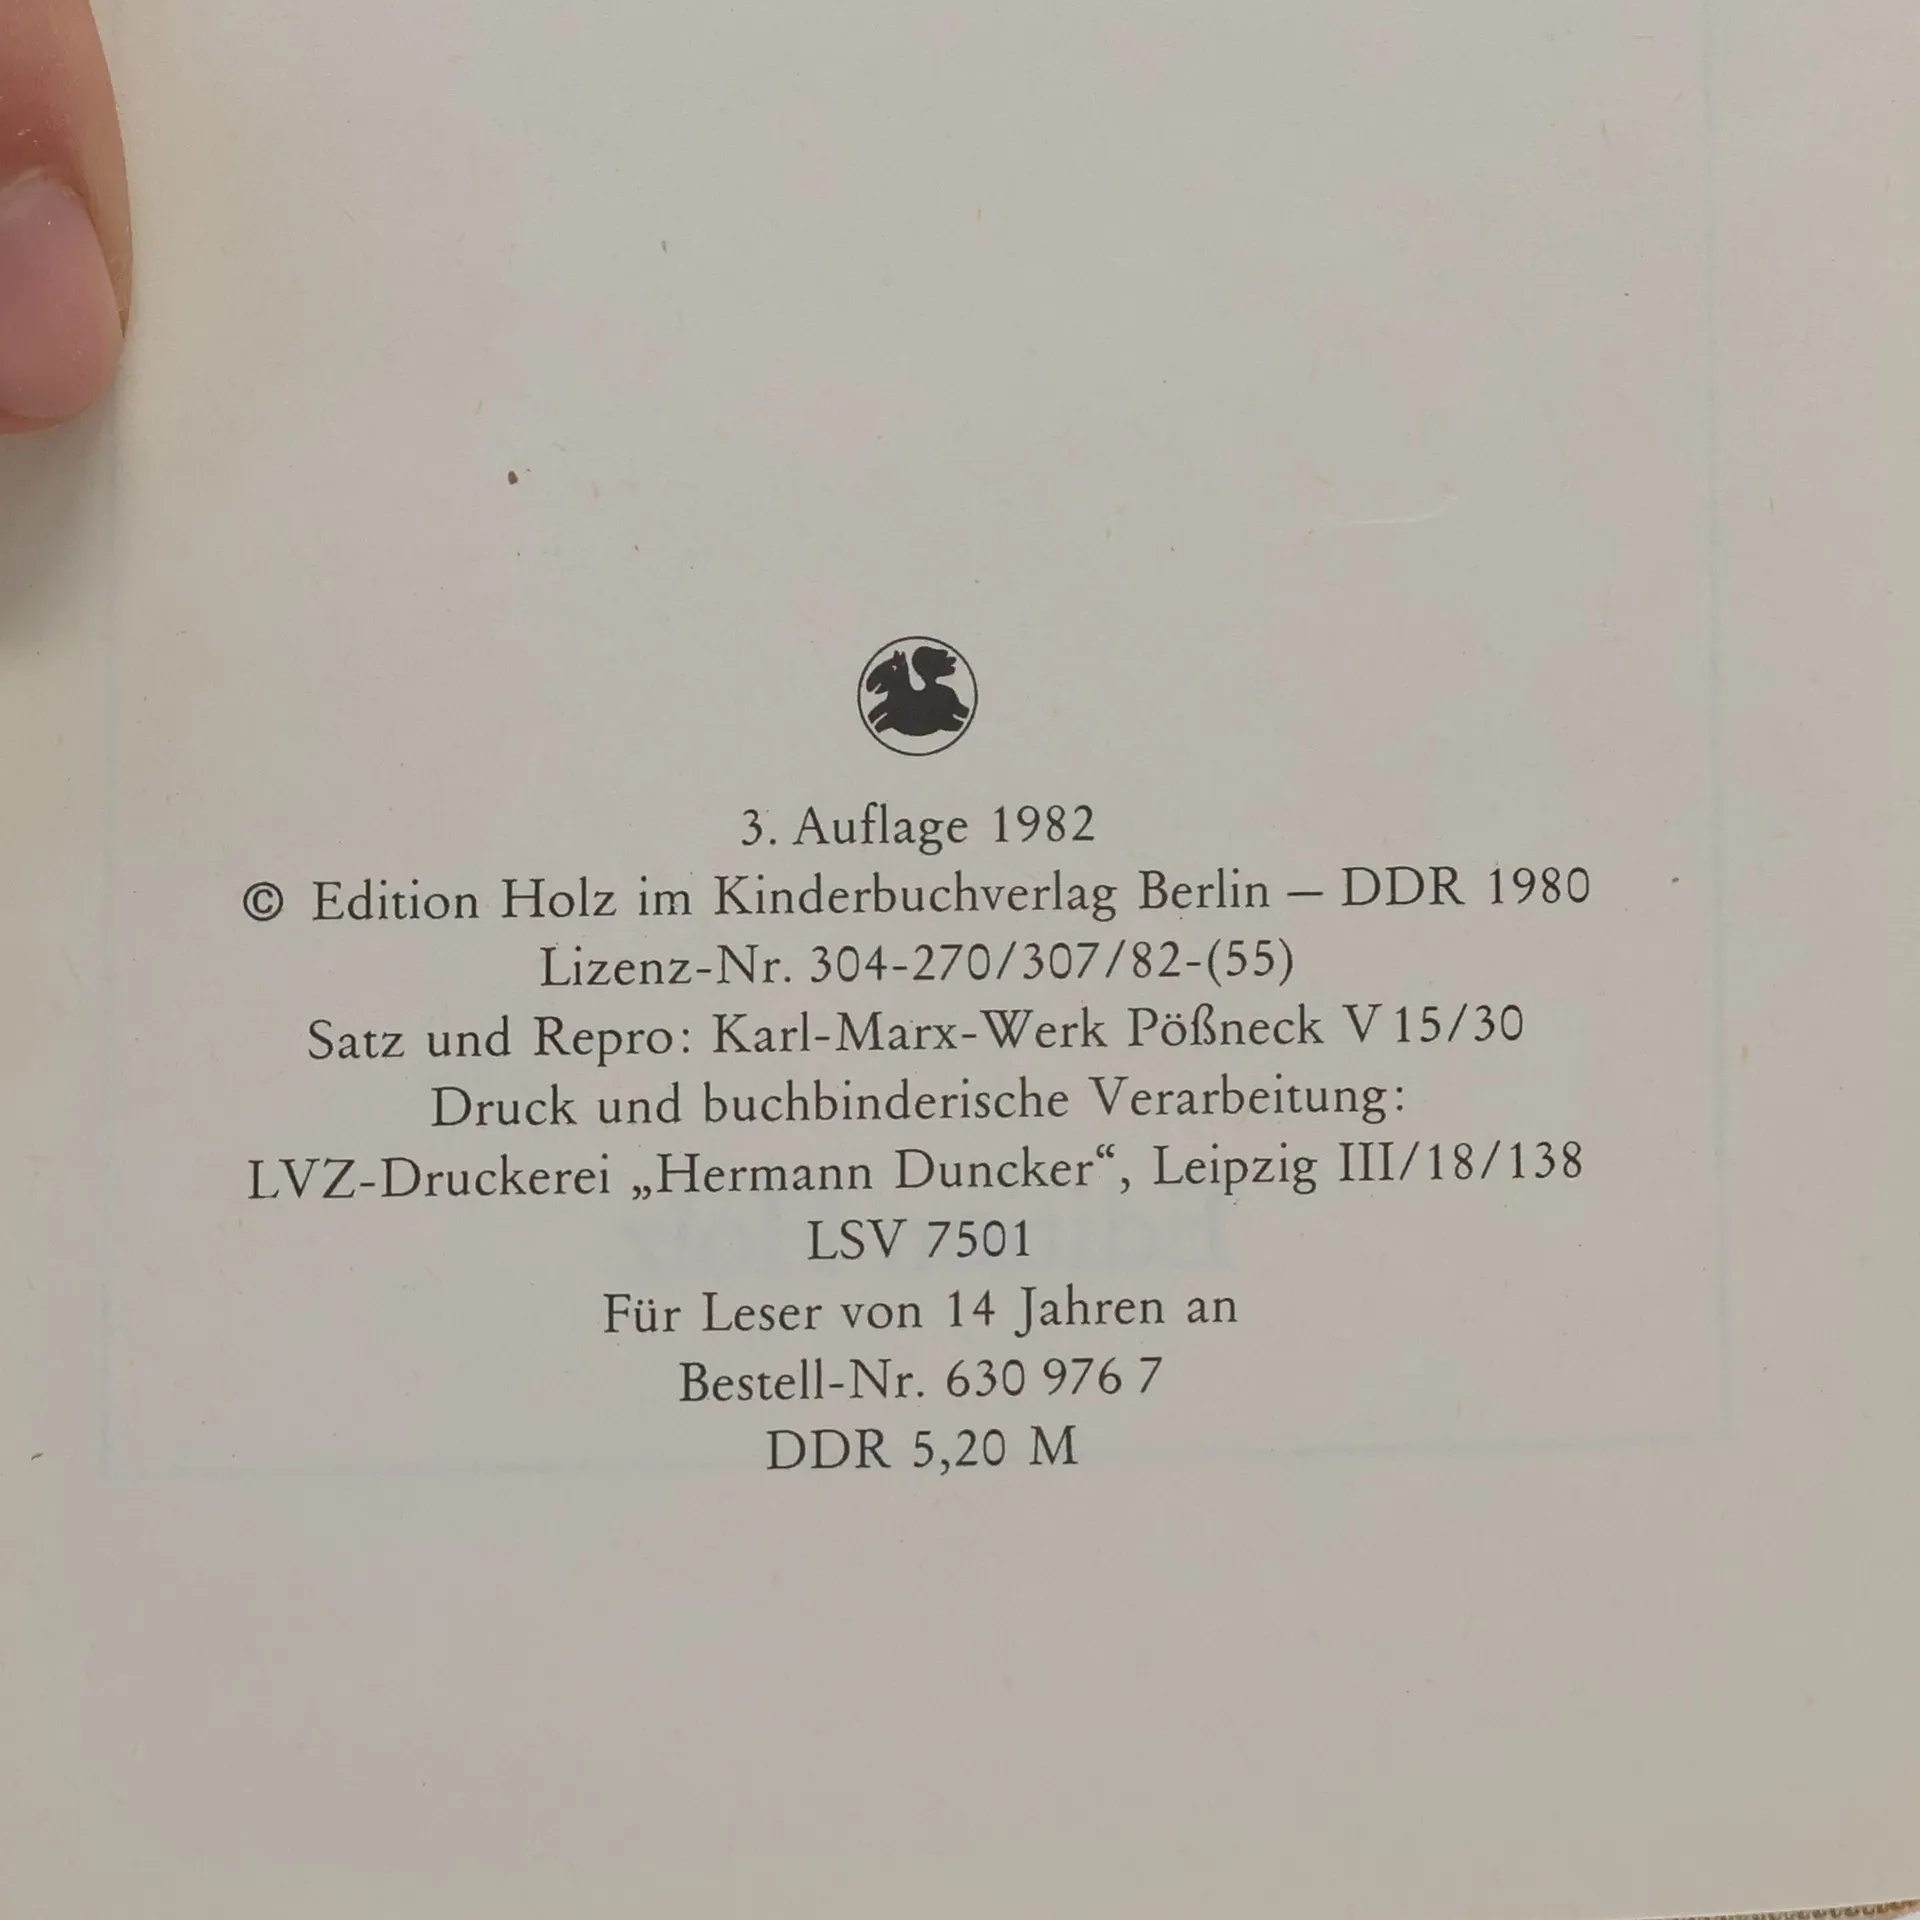 3. Auflage 1982
© Edition Holz im Kinderbuchverlag Berlin – DDR 1980
Lizenz-Nr. 304-270/307/82-(55)
Satz und Repro: Karl-Marx-Werk Pößneck V 15/30
Druck und buchbinderische Verarbeitung:
LVZ-Druckerei „Hermann Duncker“, Leipzig III/18/138
LSV 7501
Für Leser von 14 Jahren an
Bestell-Nr. 630 976 7
DDR 5,20 M